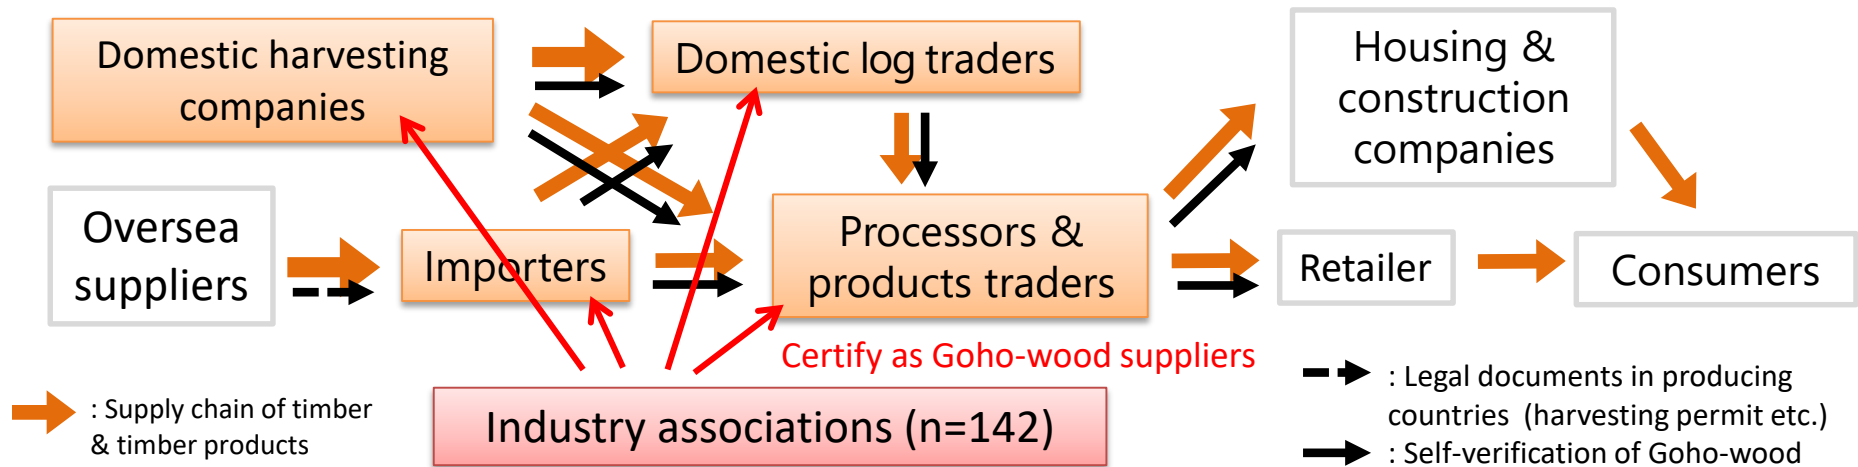 Domestic harvesting
companies
Domestic log traders
Housing &
construction
companies
Oversea
suppliers
Importers
Processors &
products traders
Retailer
Consumers
Certify as Goho-wood suppliers
Industry associations (n=142)
: Supply chain of timber
& timber products
: Legal documents in producing
countries (harvesting permit etc.)
: Self-verification of Goho-wood